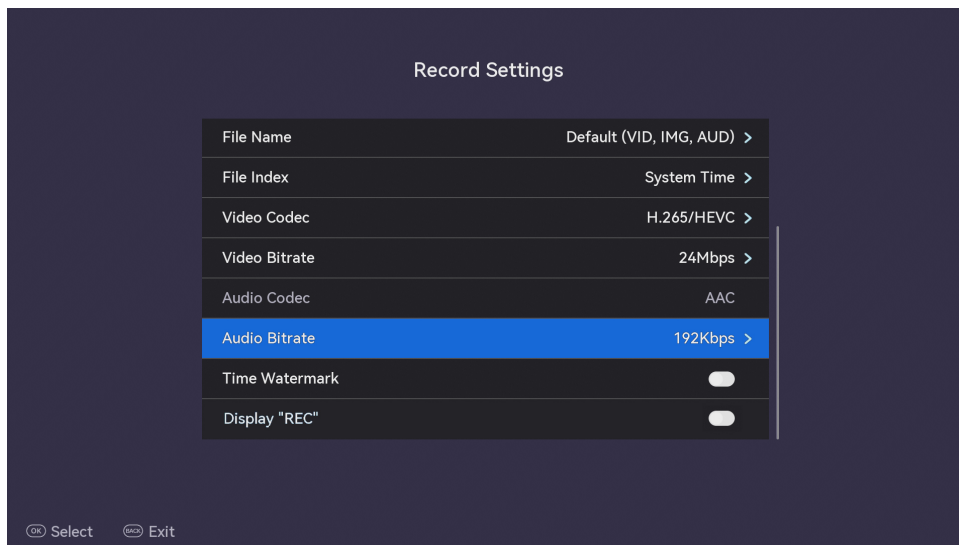 Record Settings
File Name Default (VID, IMG, AUD) >
File Index System Time >
Video Codec H.265/HEVC >
Video Bitrate 24Mbps >
Audio Codec AAC
Audio Bitrate 192Kbps >
Time Watermark
Display "REC"
OK Select BACK Exit